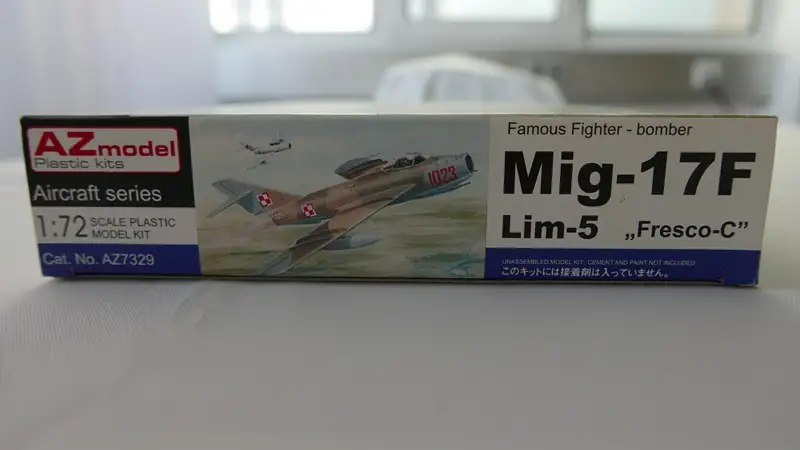 AZmodel
Plastic kits
Aircraft series
1:72 SCALE PLASTIC
MODEL KIT
Cat. No. AZ7329
1023
Famous Fighter - bomber
Mig-17F
Lim-5 „Fresco-C”
UNASSEMBLED MODEL KIT, CEMENT AND PAINT NOT INCLUDED
このキットには接着剤は入っていません。